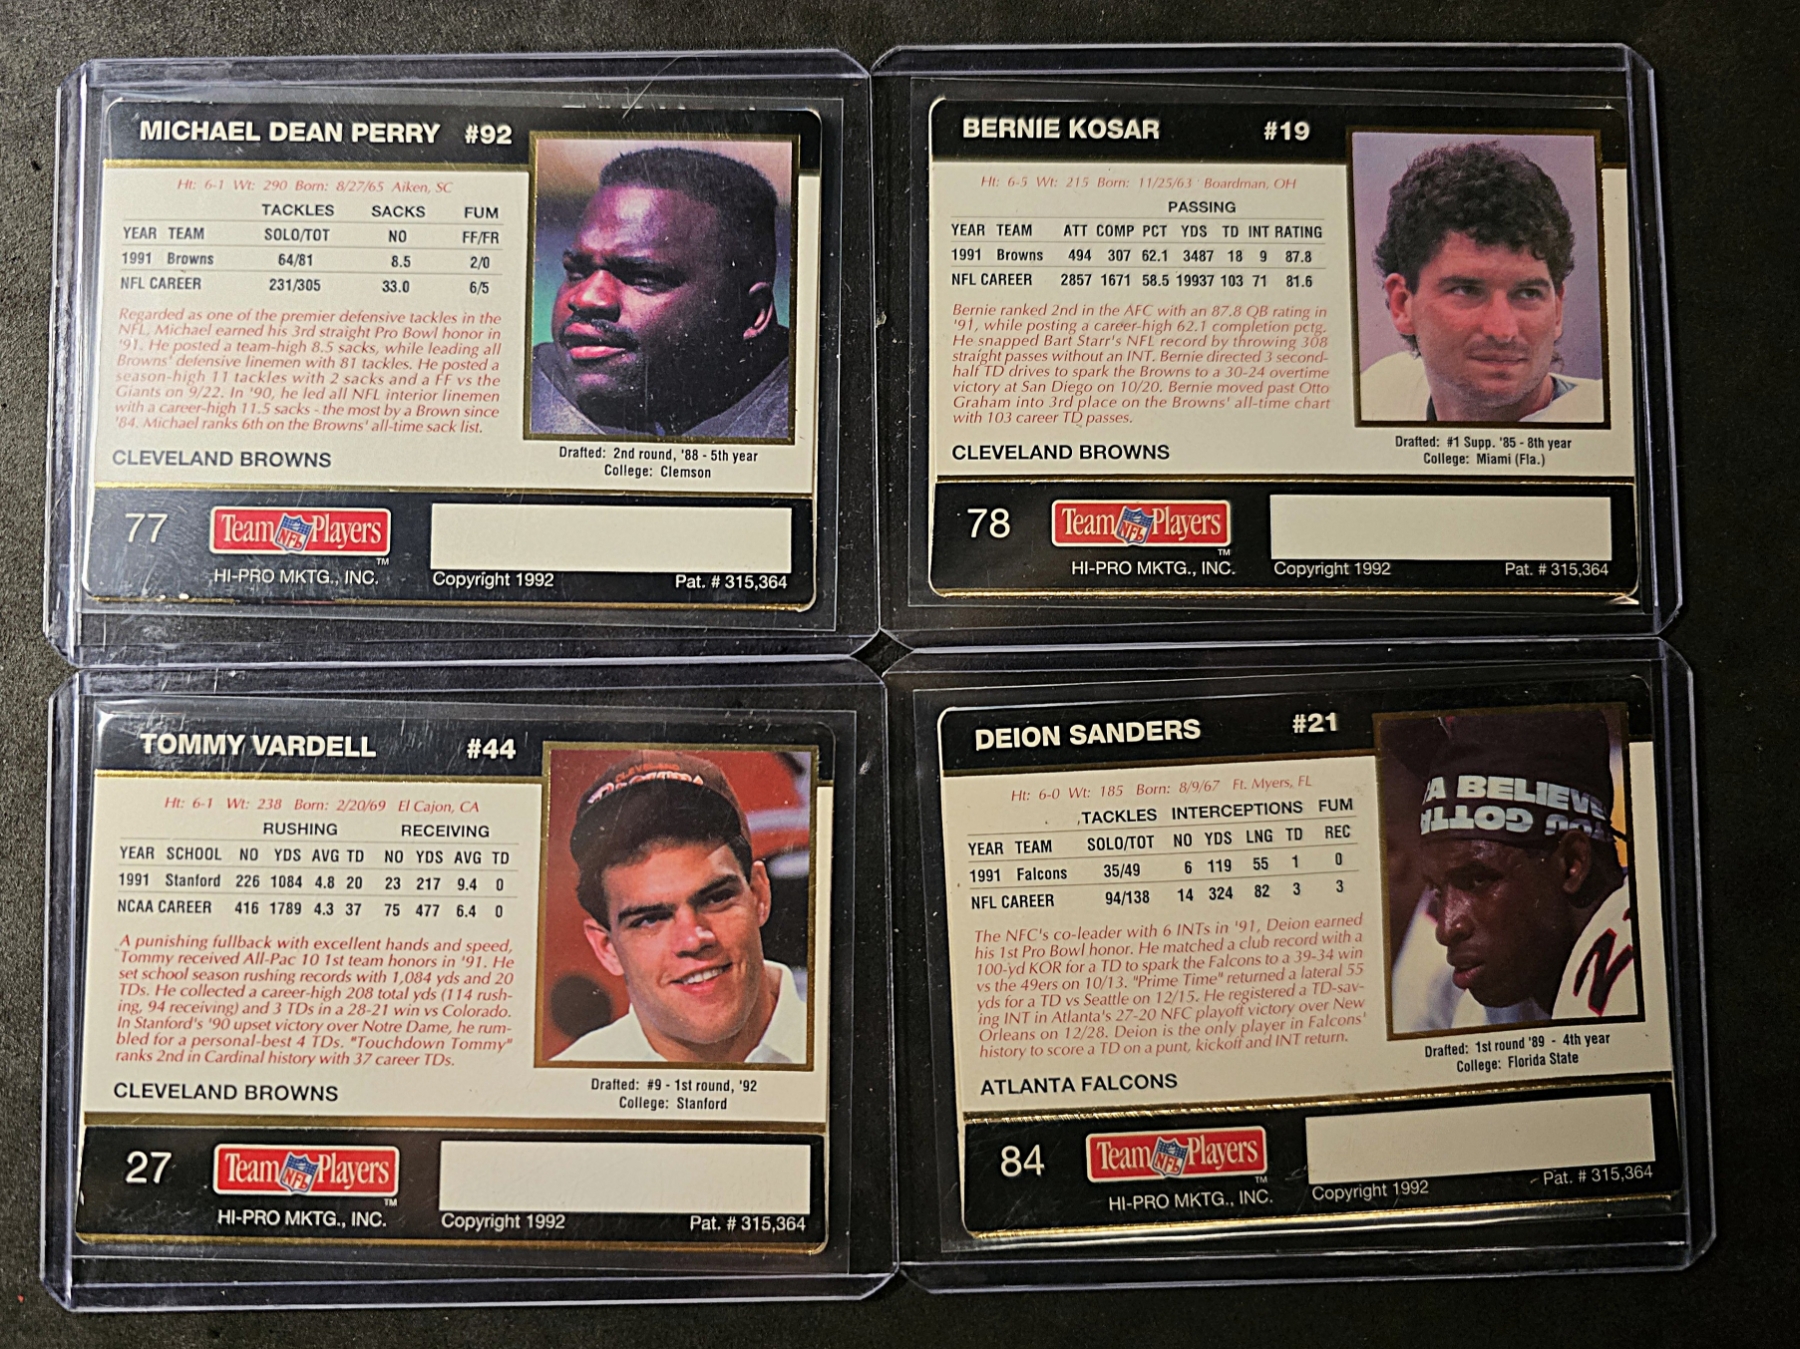 MICHAEL DEAN PERRY #92
Ht: 6-1 Wt: 290 Born: 8/27/65 Aiken, SC
TACKLES SACKS FUM
YEAR TEAM SOLO/TOT NO FF/FR
1991 Browns 64/81 8.5 2/0
NFL CAREER 231/305 33.0 6/5
Regarded as one of the premier defensive tackles in the
NFL, Michael earned his 3rd straight Pro Bowl honor in
'91. He posted a team-high 8.5 sacks, while leading all
Browns' defensive linemen with 81 tackles. He posted a
season-high 11 tackles with 2 sacks and a FF vs the
Giants on 9/22. In '90, he led all NFL interior linemen
with a career-high 11.5 sacks - the most by a Brown since
'84. Michael ranks 6th on the Browns' all-time sack list.
Drafted: 2nd round, '88 - 5th year
College: Clemson
CLEVELAND BROWNS
77 Team NFL Players TM
HI-PRO MKTG., INC. Copyright 1992 Pat. # 315,364
BERNIE KOSAR #19
Ht: 6-5 Wt: 215 Born: 11/25/63 Boardman, OH
PASSING
YEAR TEAM ATT COMP PCT YDS TD INT RATING
1991 Browns 494 307 62.1 3487 18 9 87.8
NFL CAREER 2857 1671 58.5 19937 103 71 81.6
Bernie ranked 2nd in the AFC with an 87.8 QB rating in
'91, while posting a career-high 62.1 completion pctg.
He snapped Bart Starr's NFL record by throwing 308
straight passes without an INT. Bernie directed 3 second-
half TD drives to spark the Browns to a 30-24 overtime
victory at San Diego on 10/20. Bernie moved past Otto
Graham into 3rd place on the Browns' all-time chart
with 103 career TD passes.
Drafted: #1 Supp. '85 - 8th year
College: Miami (Fla.)
CLEVELAND BROWNS
78 Team NFL Players TM
HI-PRO MKTG., INC. Copyright 1992 Pat. # 315,364
TOMMY VARDELL #44
Ht: 6-1 Wt: 238 Born: 2/20/69 El Cajon, CA
RUSHING RECEIVING
YEAR SCHOOL NO YDS AVG TD NO YDS AVG TD
1991 Stanford 226 1084 4.8 20 23 217 9.4 0
NCAA CAREER 416 1789 4.3 37 75 477 6.4 0
A punishing fullback with excellent hands and speed,
Tommy received All-Pac 10 1st team honors in '91. He
set school season rushing records with 1,084 yds and 20
TDs. He collected a career-high 208 total yds (114 rush-
ing, 94 receiving) and 3 TDs in a 28-21 win vs Colorado.
In Stanford's '90 upset victory over Notre Dame, he rum-
bled for a personal-best 4 TDs. "Touchdown Tommy"
ranks 2nd in Cardinal history with 37 career TDs.
Drafted: #9 - 1st round, '92
College: Stanford
CLEVELAND BROWNS
27 Team NFL Players TM
HI-PRO MKTG., INC. Copyright 1992 Pat. # 315,364
DEION SANDERS #21
Ht: 6-0 Wt: 185 Born: 8/9/67 Ft. Myers, FL
TACKLES INTERCEPTIONS FUM
YEAR TEAM SOLO/TOT NO YDS LNG TD REC
1991 Falcons 35/49 6 119 55 1 0
NFL CAREER 94/138 14 324 82 3 3
The NFC's co-leader with 6 INTs in '91, Deion earned
his 1st Pro Bowl honor. He matched a club record with a
100-yd KOR for a TD to spark the Falcons to a 39-34 win
vs the 49ers on 10/13. "Prime Time" returned a lateral 55
yds for a TD vs Seattle on 12/15. He registered a TD-sav-
ing INT in Atlanta's 27-20 NFC playoff victory over New
Orleans on 12/28. Deion is the only player in Falcons'
history to score a TD on a punt, kickoff and INT return.
A BELIEVE
YOU GOTTA
2
Drafted: 1st round '89 - 4th year
College: Florida State
ATLANTA FALCONS
84 Team NFL Players TM
HI-PRO MKTG., INC. Copyright 1992 Pat. # 315,364